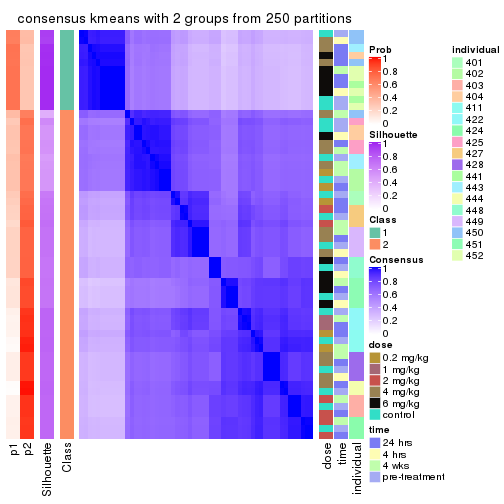 consensus kmeans with 2 groups from 250 partitions
p1
p2
Silhouette
Class
dose
time
individual
Prob
1
0.8
0.6
0.4
0.2
0
Silhouette
1
0.8
0.6
0.4
0.2
0
Class
1
2
Consensus
1
0.8
0.6
0.4
0.2
0
dose
0.2 mg/kg
1 mg/kg
2 mg/kg
4 mg/kg
6 mg/kg
control
time
24 hrs
4 hrs
4 wks
pre-treatment
individual
401
402
403
404
411
422
424
425
427
428
441
443
444
448
449
450
451
452